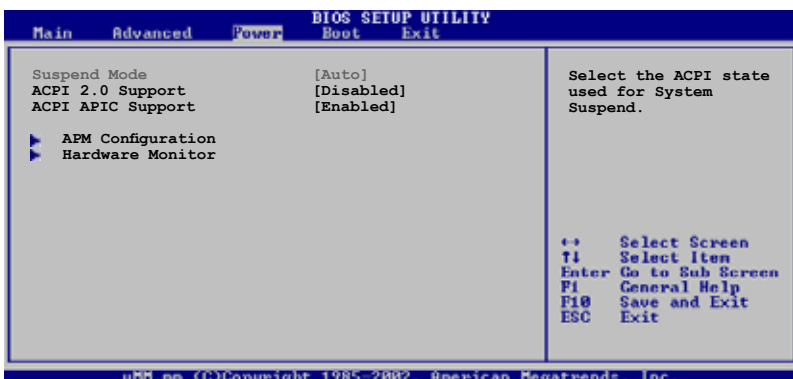 BIOS SETUP UTILITY
Main Advanced Power Boot Exit
Suspend Mode [Auto]
ACPI 2.0 Support [Disabled]
ACPI APIC Support [Enabled]
APM Configuration
Hardware Monitor
Select the ACPI state
used for System
Suspend.
↔ Select Screen
↑↓ Select Item
Enter Go to Sub Screen
F1 General Help
F10 Save and Exit
ESC Exit
(C)Copyright 1985-2002, American Megatrends, Inc